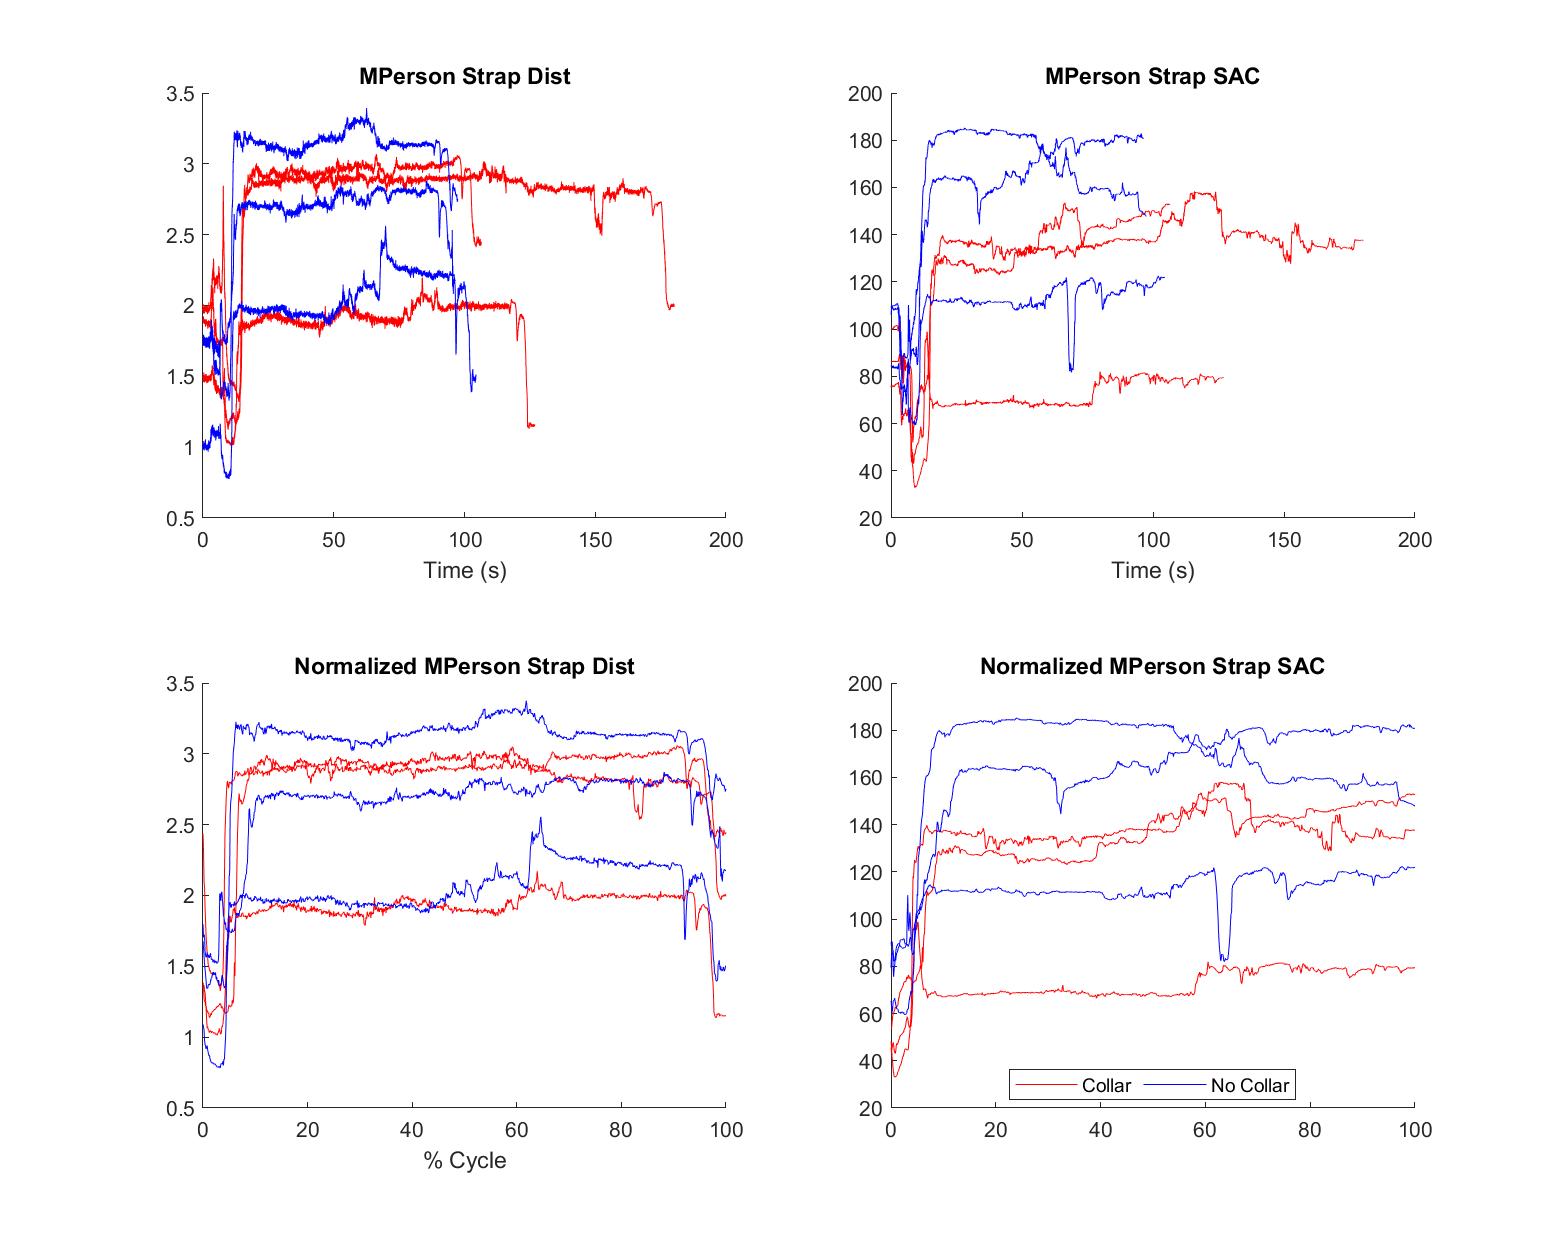 MPerson Strap Dist
3.5
3
2.5
2
1.5
1
0.5
0 50 100 150 200
Time (s)
MPerson Strap SAC
200
180
160
140
120
100
80
60
40
20
0 50 100 150 200
Time (s)
Normalized MPerson Strap Dist
3.5
3
2.5
2
1.5
1
0.5
0 20 40 60 80 100
% Cycle
Normalized MPerson Strap SAC
200
180
160
140
120
100
80
60
40
20
Collar No Collar
0 20 40 60 80 100